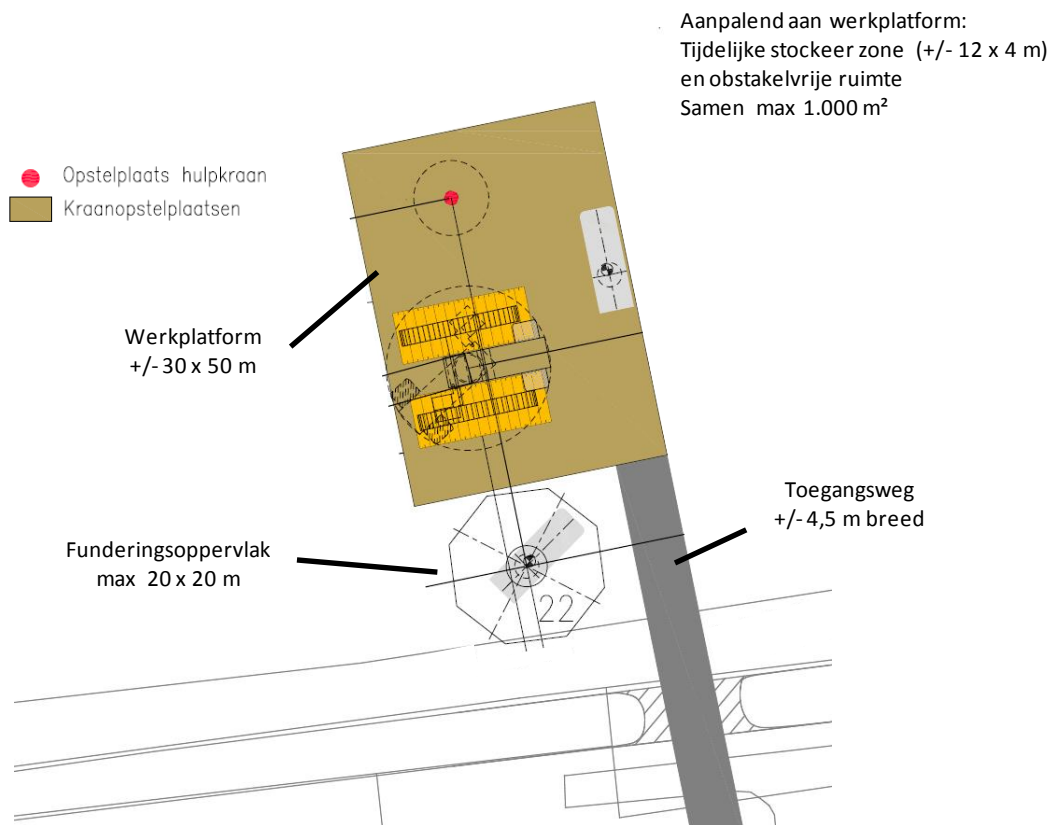 Aanpalend aan werkplatform:
Tijdelijke stockeer zone (+/- 12 x 4 m)
en obstakelvrije ruimte
Samen max 1.000 m²
Opstelplaats hulpkraan
Kraanopstelplaatsen
Werkplatform
+/- 30 x 50 m
Toegangsweg
+/- 4,5 m breed
Funderingsoppervlak
max 20 x 20 m
22